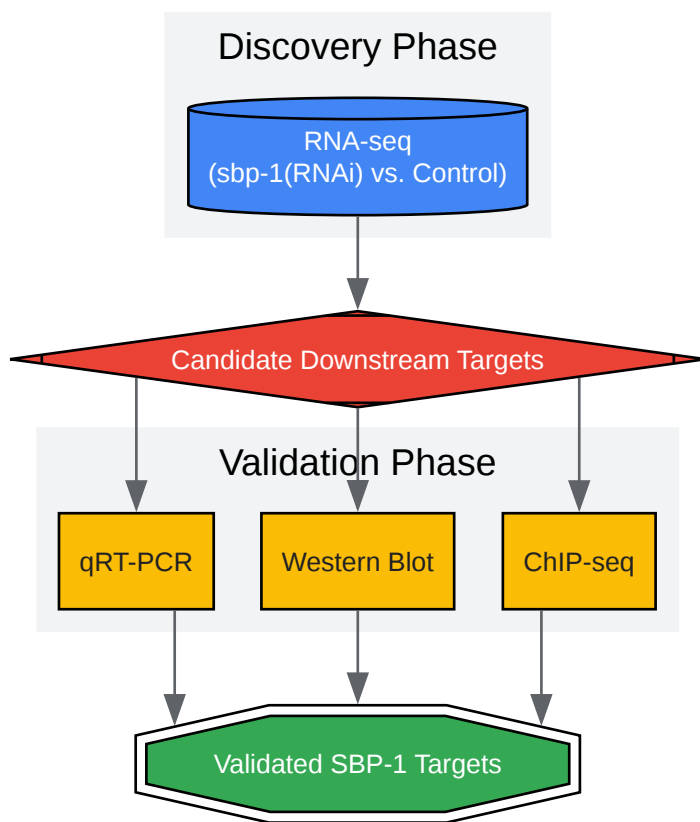 Discovery Phase
RNA-seq
(sbp-1(RNAi) vs. Control)
Candidate Downstream Targets
Validation Phase
qRT-PCR
Western Blot
ChIP-seq
Validated SBP-1 Targets